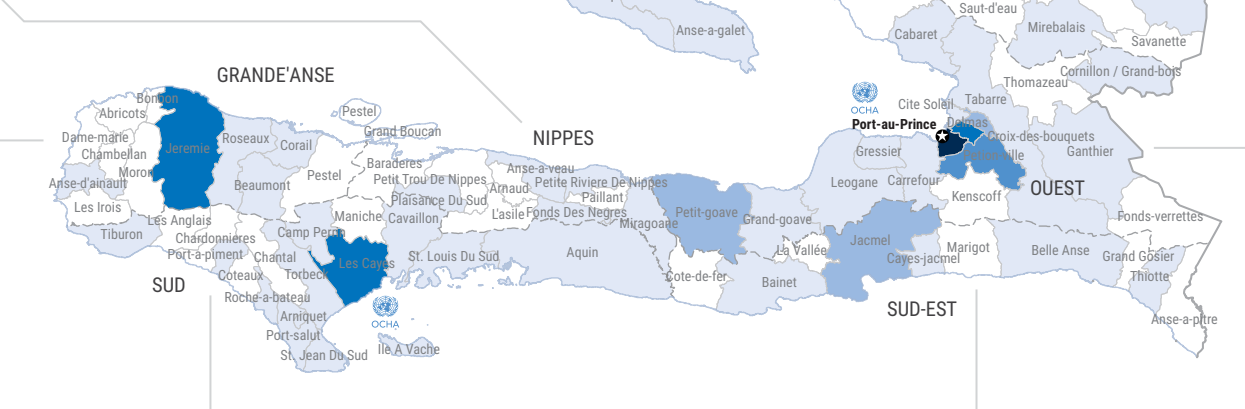 Saut-d'eau
Anse-a-galet
Mirebalais
Cabaret
Savanette
Cornillon / Grand-bois
GRANDE'ANSE
Thomazeau
Bonbon
Tabarre
Abricots
Pestel
OCHA
Cite Soleil
Port-au-Prince
Delmas
Grand Boucan
NIPPES
Dame-marie
Roseaux
Corail
Croix-des-bouquets
Jeremie
Gressier
Ganthier
Chambellan
Petion-ville
Baraderes
Anse-a-veau
Moron
Pestel
Petit Trou De Nippes
Petite Riviere De Nippes
Anse-d'ainault
Beaumont
Arnaud
Leogane
Carrefour
OUEST
Plaisance Du Sud
Paillant
Kenscoff
Les Irois
Les Anglais
Maniche
Cavaillon
L'asile
Fonds Des Negres
Petit-goave
Grand-goave
Fonts-verrettes
Miragoane
Tiburon
Camp Perrin
Chardonnieres
Jacmel
Marigot
Port-a-piment
Chantal
Les Cayes
St. Louis Du Sud
Aquin
La Vallée
Cayes-jacmel
Belle Anse
Grand Gosier
Coteaux
Torbeck
Cote-de-fer
Bainet
Thiotte
SUD
Roche-a-bateau
SUD-EST
Arniquet
OCHA
Anse-a-pitre
Port-salut
St. Jean Du Sud
Ile A Vache